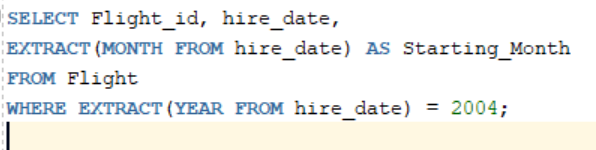 SELECT Flight_id, hire_date,
EXTRACT(MONTH FROM hire_date) AS Starting_Month
FROM Flight
WHERE EXTRACT(YEAR FROM hire_date) = 2004;